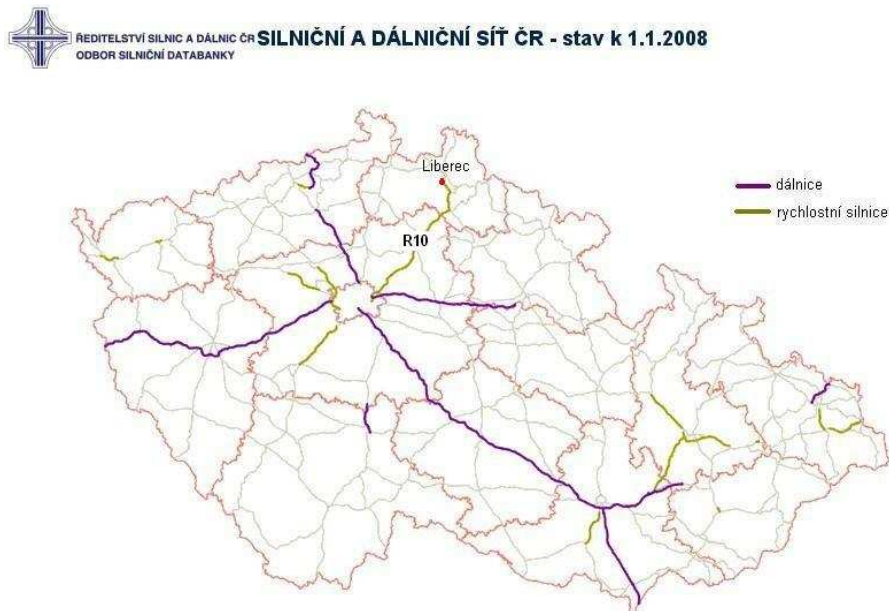 ŘEDITELSTVÍ SILNIC A DÁLNIC ČR
ODBOR SILNIČNÍ DATABANKY
SILNIČNÍ A DÁLNIČNÍ SÍŤ ČR - stav k 1.1.2008
Liberec
dálnice
rychlostní silnice
R10